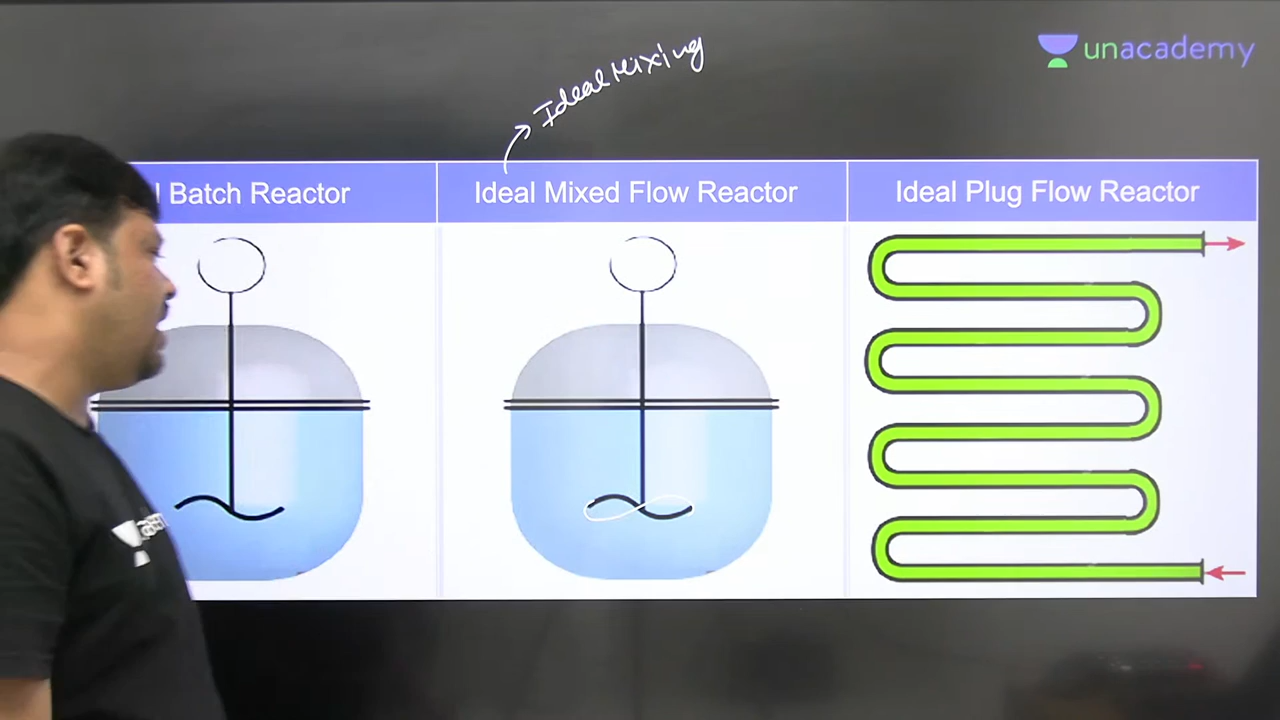 Ideal Mixing
unacademy
l Batch Reactor
Ideal Mixed Flow Reactor
Ideal Plug Flow Reactor